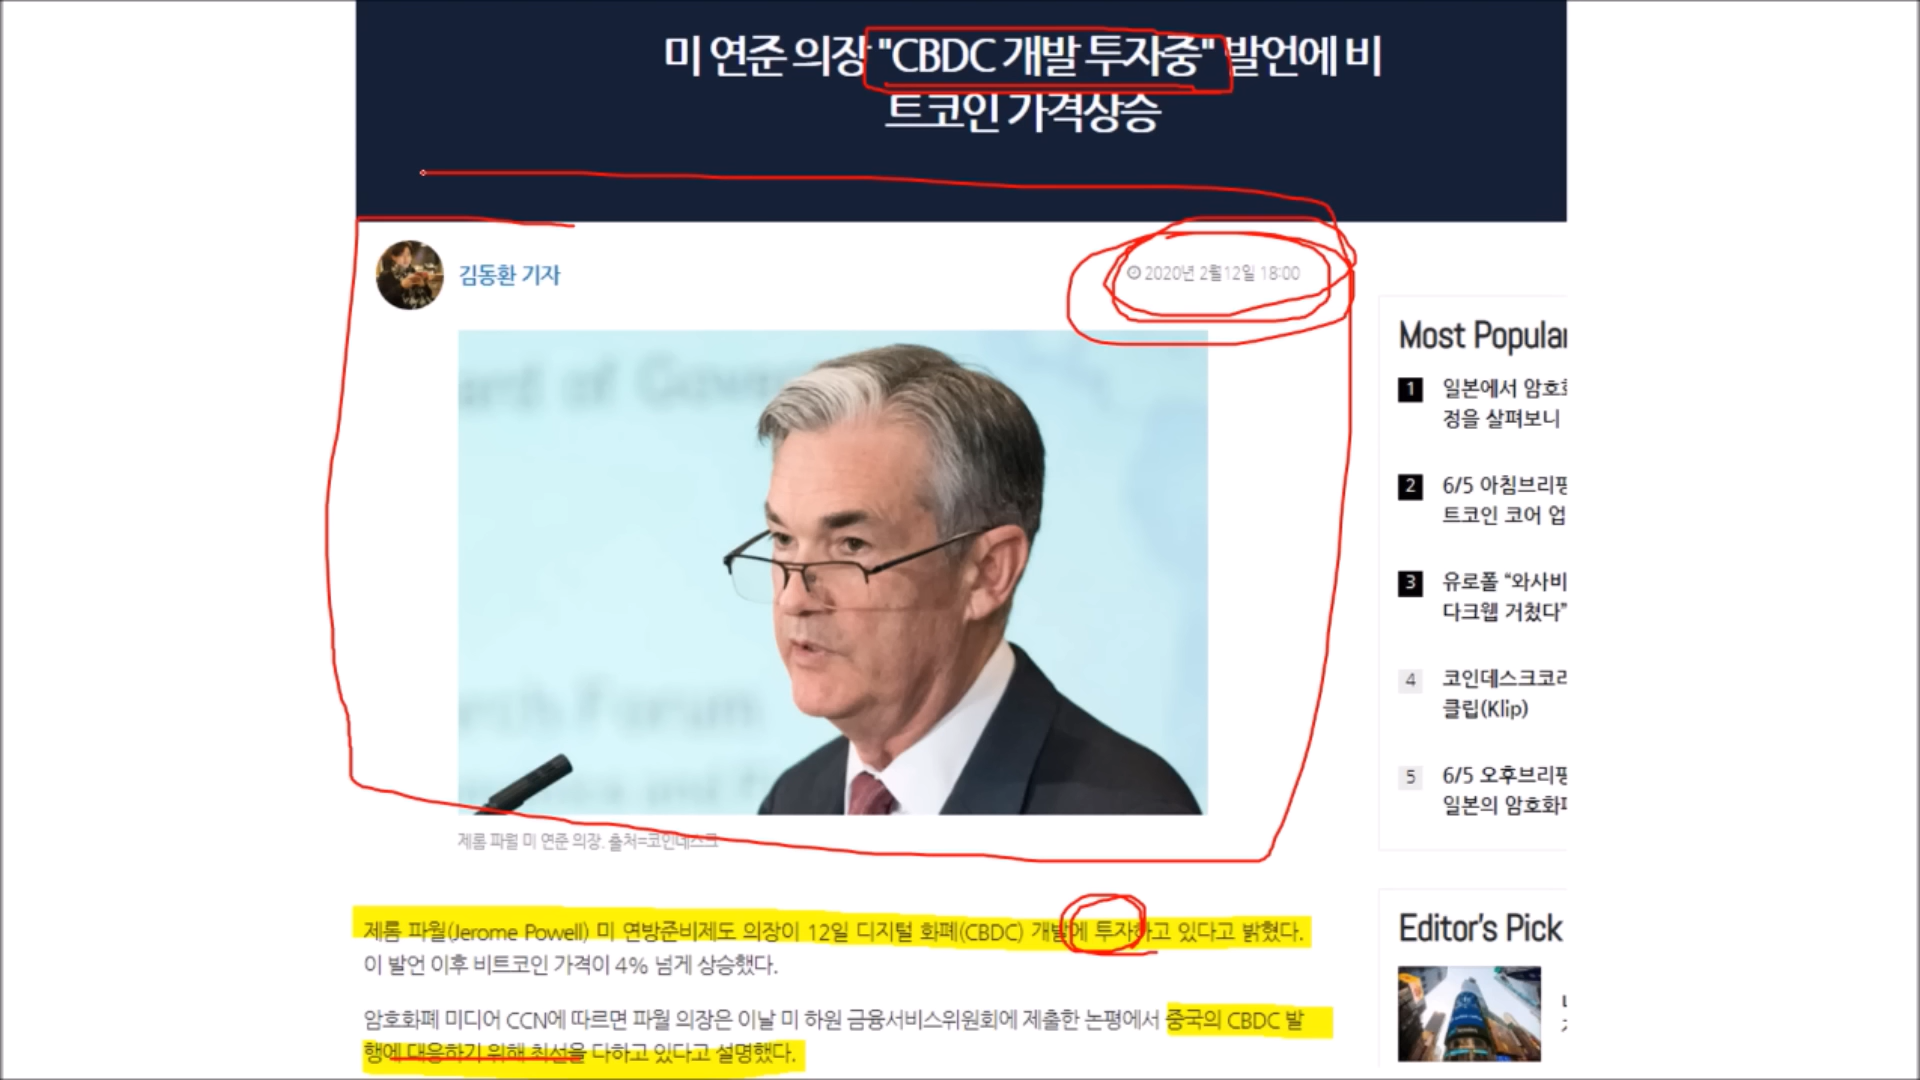 미 연준 의장 "CBDC 개발 투자중" 발언에 비
트코인 가격상승
김동환 기자
2020년 2월12일 18:00
제롬 파월 미 연준 의장. 출처=코인데스크
제롬 파월(Jerome Powell) 미 연방준비제도 의장이 12일 디지털 화폐(CBDC) 개발에 투자하고 있다고 밝혔다.
이 발언 이후 비트코인 가격이 4% 넘게 상승했다.
암호화폐 미디어 CCN에 따르면 파월 의장은 이날 미 하원 금융서비스위원회에 제출한 논평에서 중국의 CBDC 발
행에 대응하기 위해 최선을 다하고 있다고 설명했다.
Most Popular
1 일본에서 암호화
정을 살펴보니
2 6/5 아침브리핑
트코인 코어 업
3 유로폴 “와사비
다크웹 거쳤다”
4 코인데스크코리
클립(Klip)
5 6/5 오후브리핑
일본의 암호화
Editor's Pick